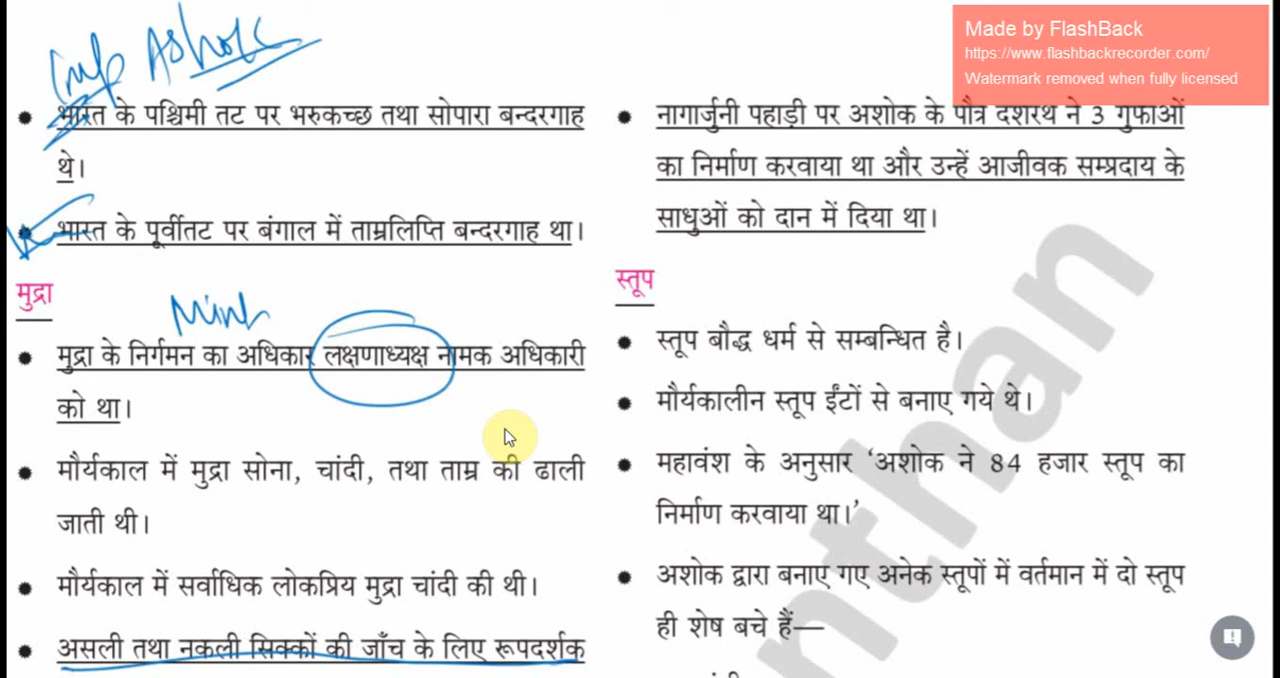 Imp Ashok
भारत के पश्चिमी तट पर भरुकच्छ तथा सोपारा बन्दरगाह
थे।
भारत के पूर्वीतट पर बंगाल में ताम्रलिप्ति बन्दरगाह था।
मुद्रा
Mint
मुद्रा के निर्गमन का अधिकार लक्षणाध्यक्ष नामक अधिकारी
को था।
मौर्यकाल में मुद्रा सोना, चांदी, तथा ताम्र की ढाली
जाती थी।
मौर्यकाल में सर्वाधिक लोकप्रिय मुद्रा चांदी की थी।
असली तथा नकली सिक्कों की जाँच के लिए रूपदर्शक
Made by FlashBack
https://www.flashbackrecorder.com/
Watermark removed when fully licensed
नागार्जुनी पहाड़ी पर अशोक के पौत्र दशरथ ने 3 गुफाओं
का निर्माण करवाया था और उन्हें आजीवक सम्प्रदाय के
साधुओं को दान में दिया था।
स्तूप
स्तूप बौद्ध धर्म से सम्बन्धित है।
मौर्यकालीन स्तूप ईंटों से बनाए गये थे।
महावंश के अनुसार ‘अशोक ने 84 हजार स्तूप का
निर्माण करवाया था।’
अशोक द्वारा बनाए गए अनेक स्तूपों में वर्तमान में दो स्तूप
ही शेष बचे हैं—